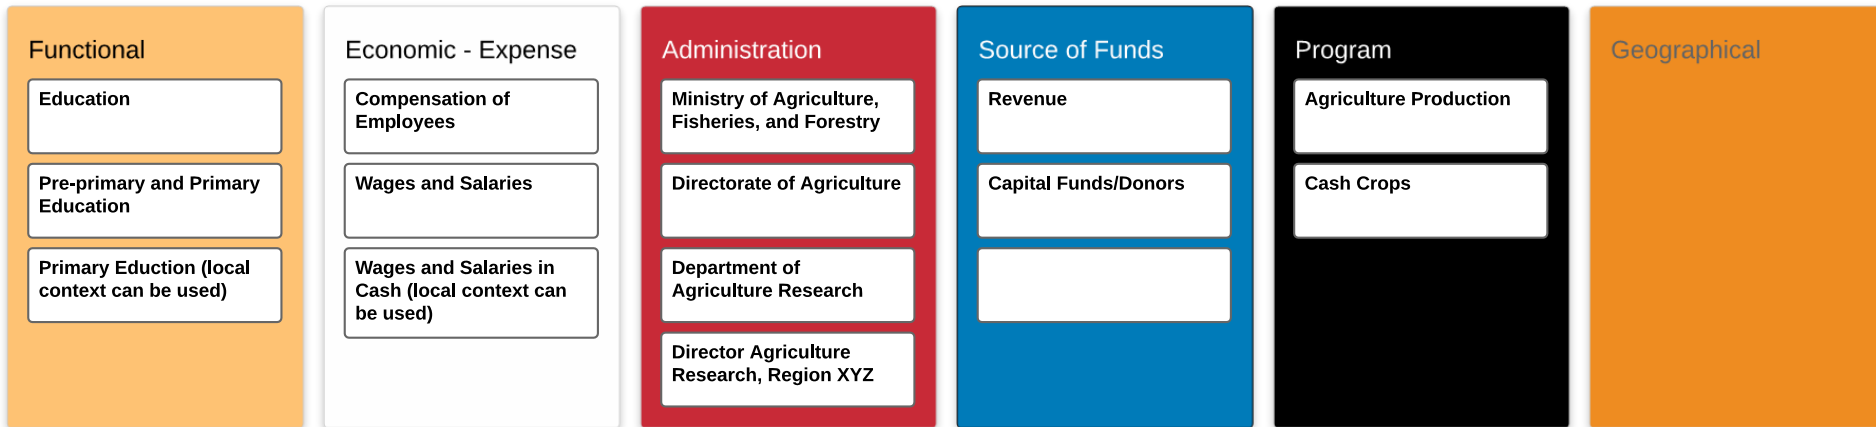 Functional
Education
Pre-primary and Primary
Education
Primary Eduction (local
context can be used)
Economic - Expense
Compensation of
Employees
Wages and Salaries
Wages and Salaries in
Cash (local context can
be used)
Administration
Ministry of Agriculture,
Fisheries, and Forestry
Directorate of Agriculture
Department of
Agriculture Research
Director Agriculture
Research, Region XYZ
Source of Funds
Revenue
Capital Funds/Donors
Program
Agriculture Production
Cash Crops
Geographical